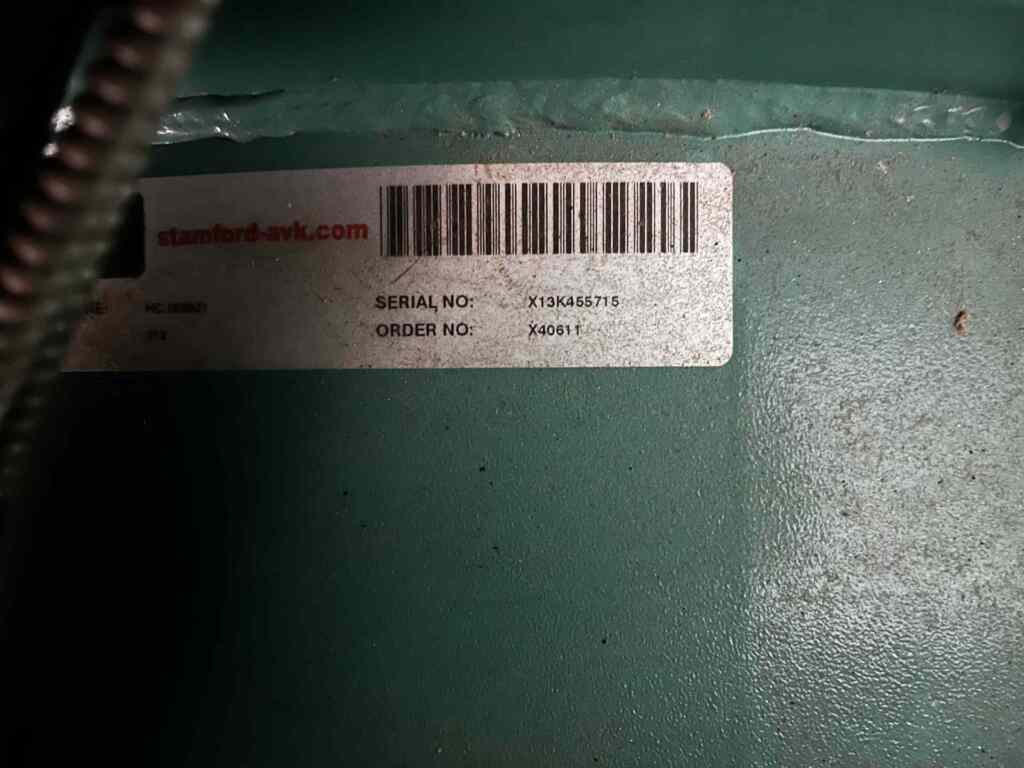 stamford-avk.com
SERIAL NO: X13K455715
ORDER NO: X40611